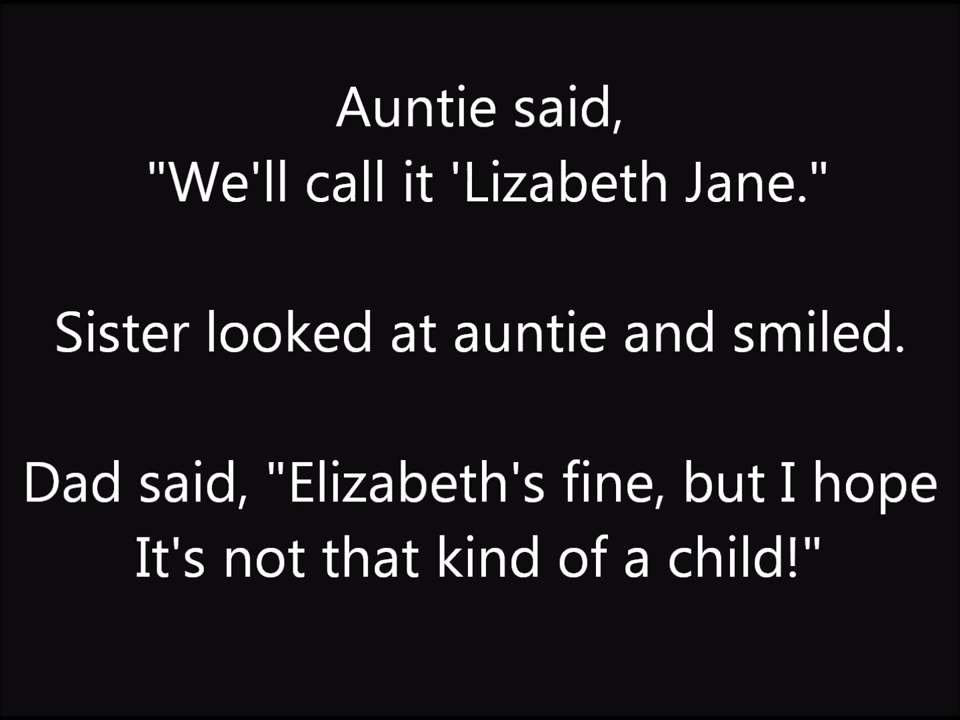 Auntie said,
"We'll call it 'Lizabeth Jane."
Sister looked at auntie and smiled.
Dad said, "Elizabeth's fine, but I hope
It's not that kind of a child!"